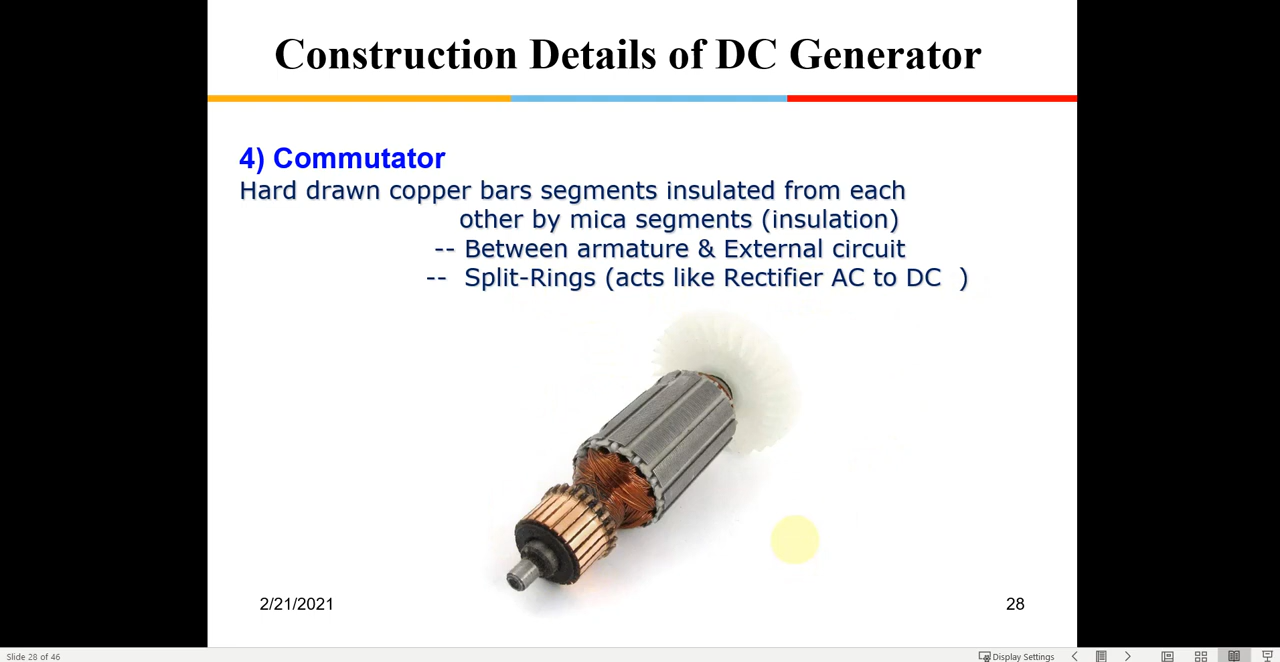 Construction Details of DC Generator
4) Commutator
Hard drawn copper bars segments insulated from each
other by mica segments (insulation)
-- Between armature & External circuit
-- Split-Rings (acts like Rectifier AC to DC )
2/21/2021
28
Slide 28 of 46
Display Settings